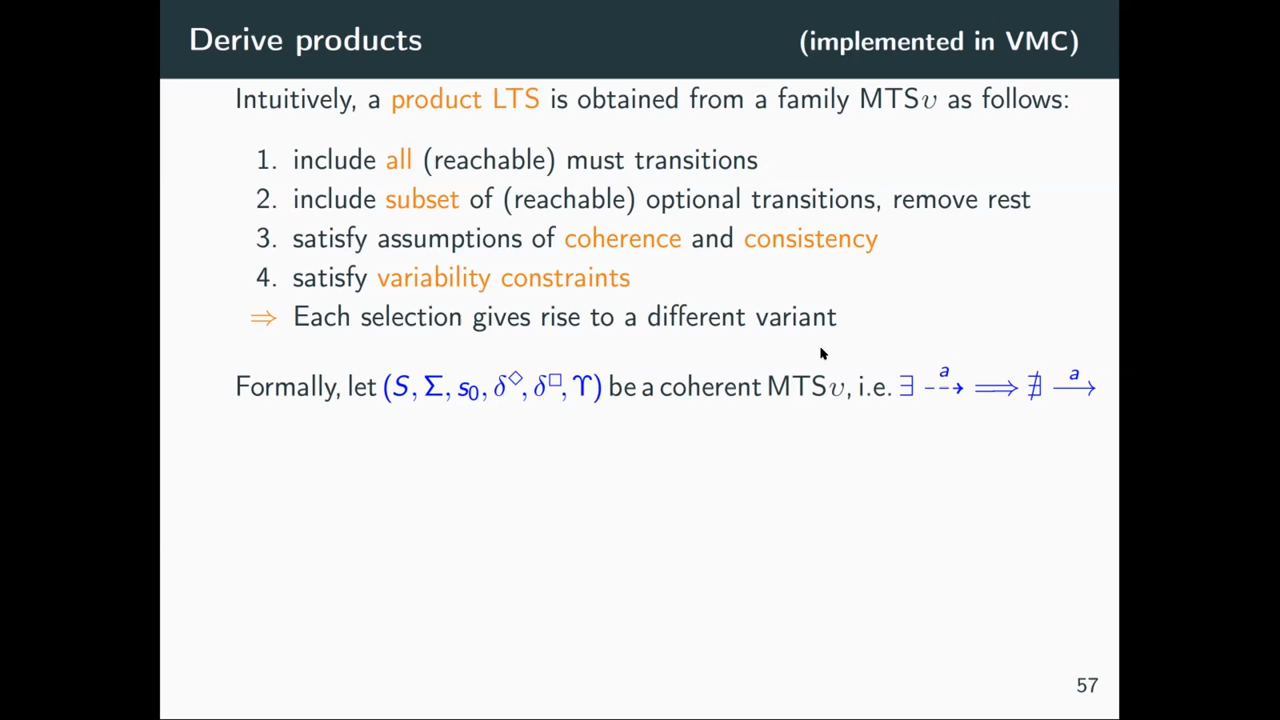 Derive products (implemented in VMC)
Intuitively, a product LTS is obtained from a family MTSυ as follows:
1. include all (reachable) must transitions
2. include subset of (reachable) optional transitions, remove rest
3. satisfy assumptions of coherence and consistency
4. satisfy variability constraints
⇒ Each selection gives rise to a different variant
Formally, let (S, Σ, s₀, δ◇, δ□, ϒ) be a coherent MTSυ, i.e. ∃ -a-→ ⟹ ∄ —a→
57